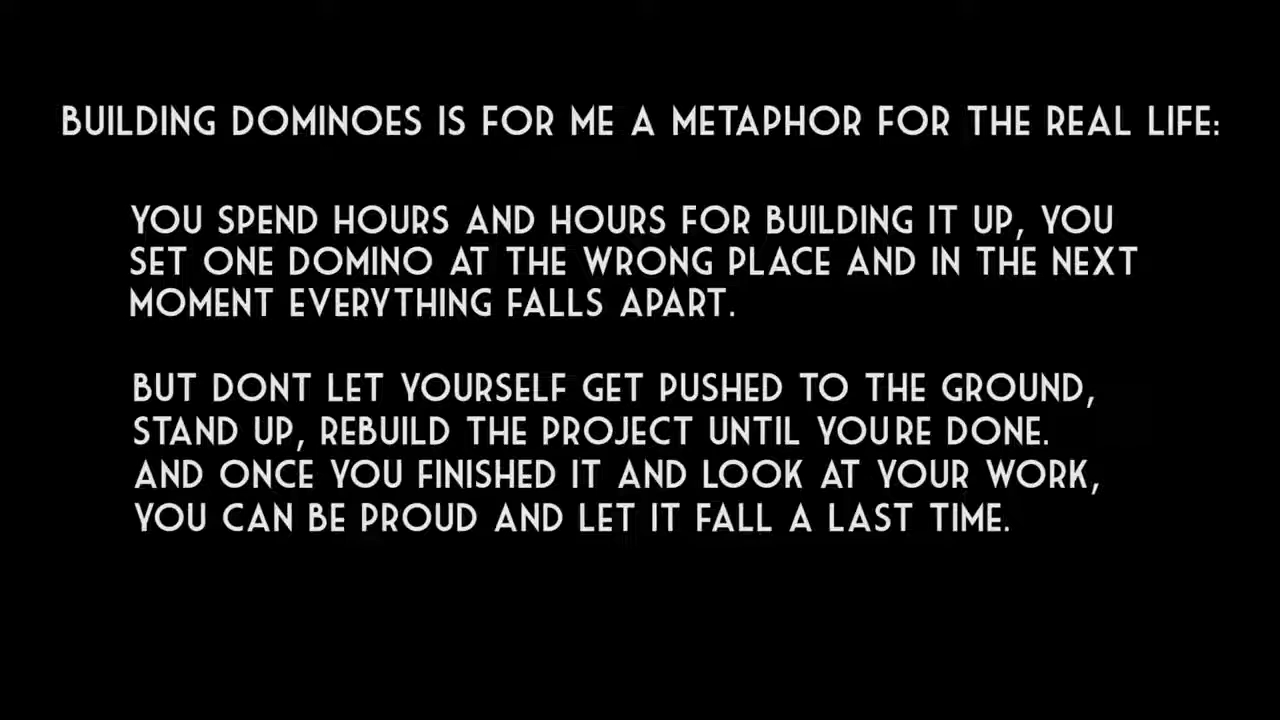 BUILDING DOMINOES IS FOR ME A METAPHOR FOR THE REAL LIFE:
YOU SPEND HOURS AND HOURS FOR BUILDING IT UP, YOU
SET ONE DOMINO AT THE WRONG PLACE AND IN THE NEXT
MOMENT EVERYTHING FALLS APART.
BUT DONT LET YOURSELF GET PUSHED TO THE GROUND,
STAND UP, REBUILD THE PROJECT UNTIL YOURE DONE.
AND ONCE YOU FINISHED IT AND LOOK AT YOUR WORK,
YOU CAN BE PROUD AND LET IT FALL A LAST TIME.